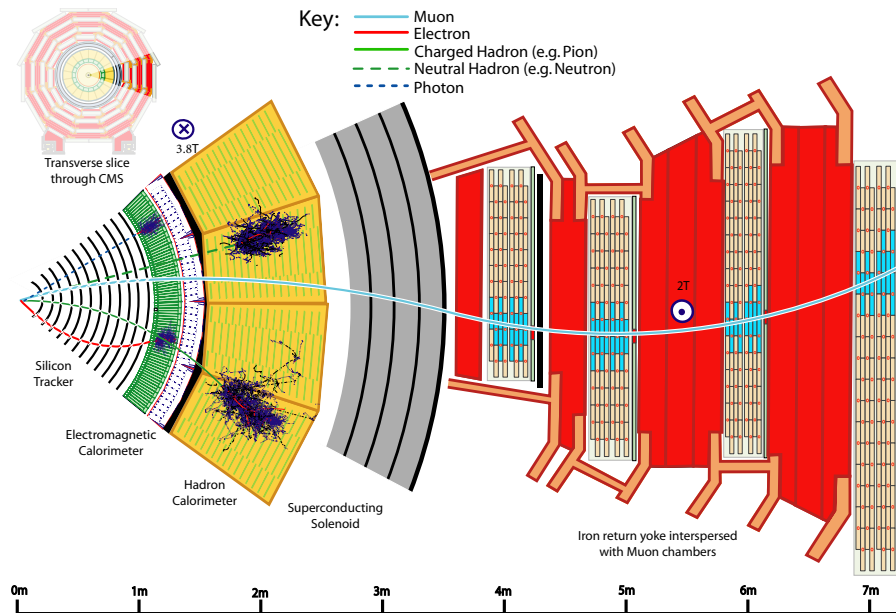 Key:
Muon
Electron
Charged Hadron (e.g. Pion)
Neutral Hadron (e.g. Neutron)
Photon
Transverse slice
through CMS
3.8T
2T
Silicon
Tracker
Electromagnetic
Calorimeter
Hadron
Calorimeter
Superconducting
Solenoid
Iron return yoke interspersed
with Muon chambers
0m 1m 2m 3m 4m 5m 6m 7m